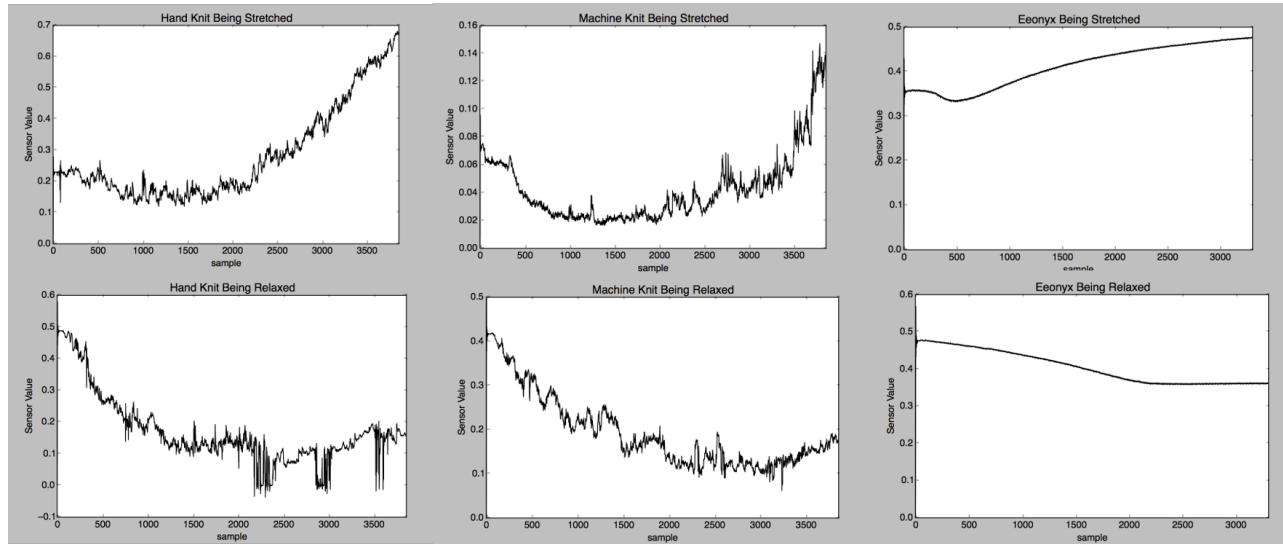 Hand Knit Being Stretched
0.7
0.6
0.5
0.4
0.3
0.2
0.1
0.0
Sensor Value
0 500 1000 1500 2000 2500 3000 3500
sample
Machine Knit Being Stretched
0.16
0.14
0.12
0.10
0.08
0.06
0.04
0.02
0.00
Sensor Value
0 500 1000 1500 2000 2500 3000 3500
sample
Eeonyx Being Stretched
0.5
0.4
0.3
0.2
0.1
0.0
Sensor Value
0 500 1000 1500 2000 2500 3000
sample
Hand Knit Being Relaxed
0.6
0.5
0.4
0.3
0.2
0.1
0.0
−0.1
Sensor Value
0 500 1000 1500 2000 2500 3000 3500
sample
Machine Knit Being Relaxed
0.5
0.4
0.3
0.2
0.1
0.0
Sensor Value
0 500 1000 1500 2000 2500 3000 3500
sample
Eeonyx Being Relaxed
0.6
0.5
0.4
0.3
0.2
0.1
0.0
Sensor Value
0 500 1000 1500 2000 2500 3000
sample